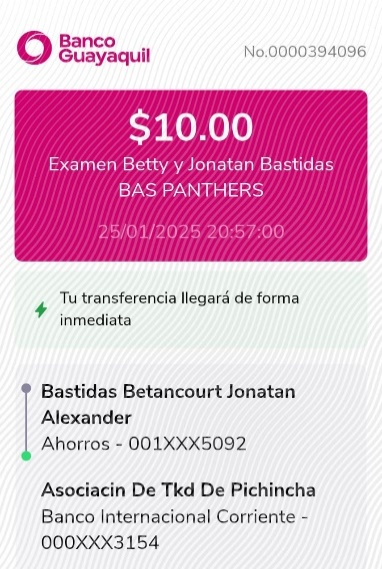 Banco
Guayaquil
No.0000394096
$10.00
Examen Betty y Jonatan Bastidas
BAS PANTHERS
25/01/2025 20:57:00
Tu transferencia llegará de forma
inmediata
Bastidas Betancourt Jonatan
Alexander
Ahorros - 001XXX5092
Asociacin De Tkd De Pichincha
Banco Internacional Corriente -
000XXX3154